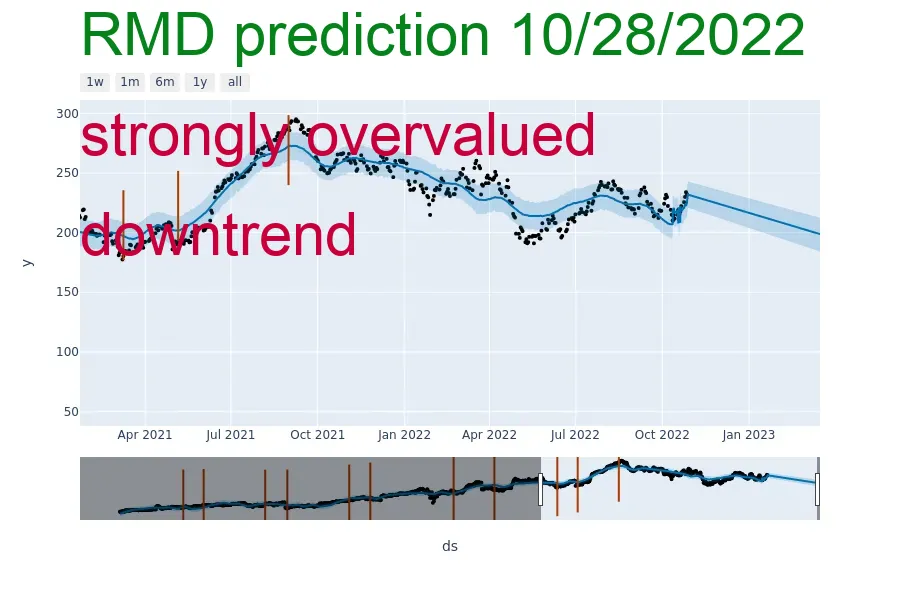 RMD prediction 10/28/2022
1w 1m 6m 1y all
strongly overvalued
downtrend
300
250
200
150
100
50
y
Apr 2021 Jul 2021 Oct 2021 Jan 2022 Apr 2022 Jul 2022 Oct 2022 Jan 2023
ds